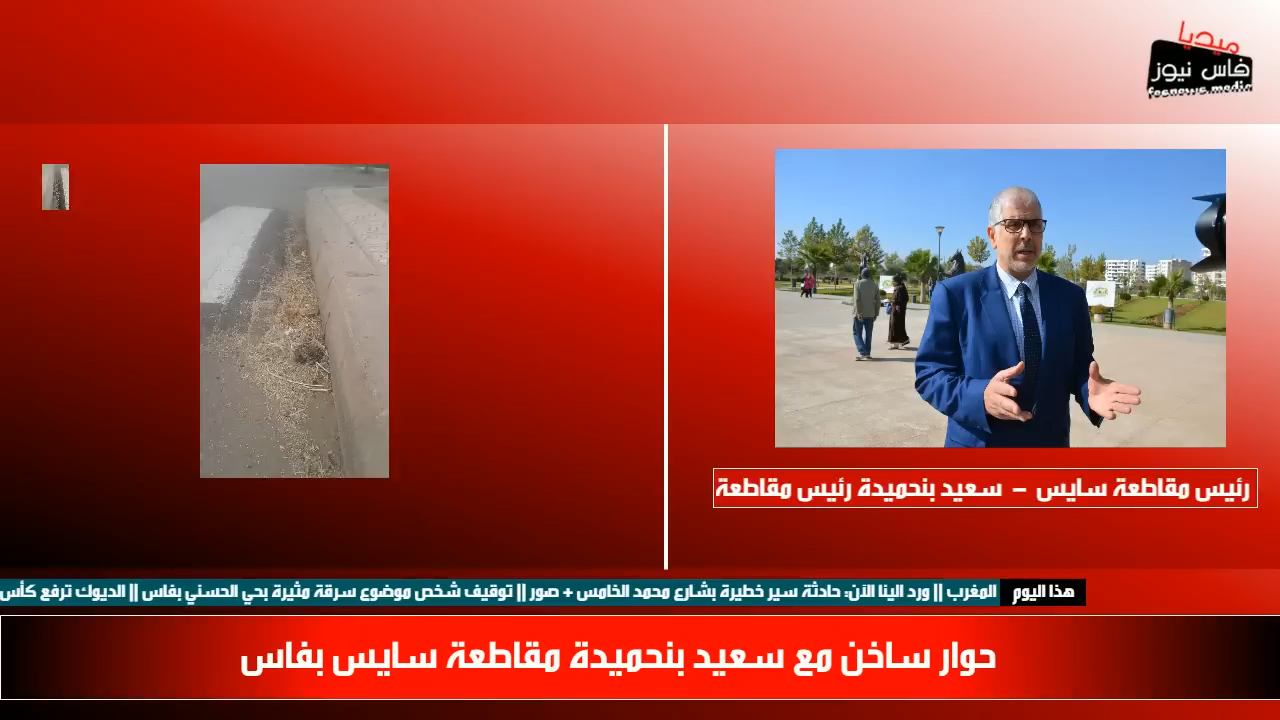 ميديا
فاس نيوز
fesnews.media
رئيس مقاطعة سايس - سعيد بنحميدة رئيس مقاطعة
هذا اليوم
المغرب || ورد الينا الآن: حادثة سير خطيرة بشارع محمد الخامس + صور || توقيف شخص موضوع سرقة مثيرة بحي الحسني بفاس || الديوك ترفع كأس
حوار ساخن مع سعيد بنحميدة مقاطعة سايس بفاس